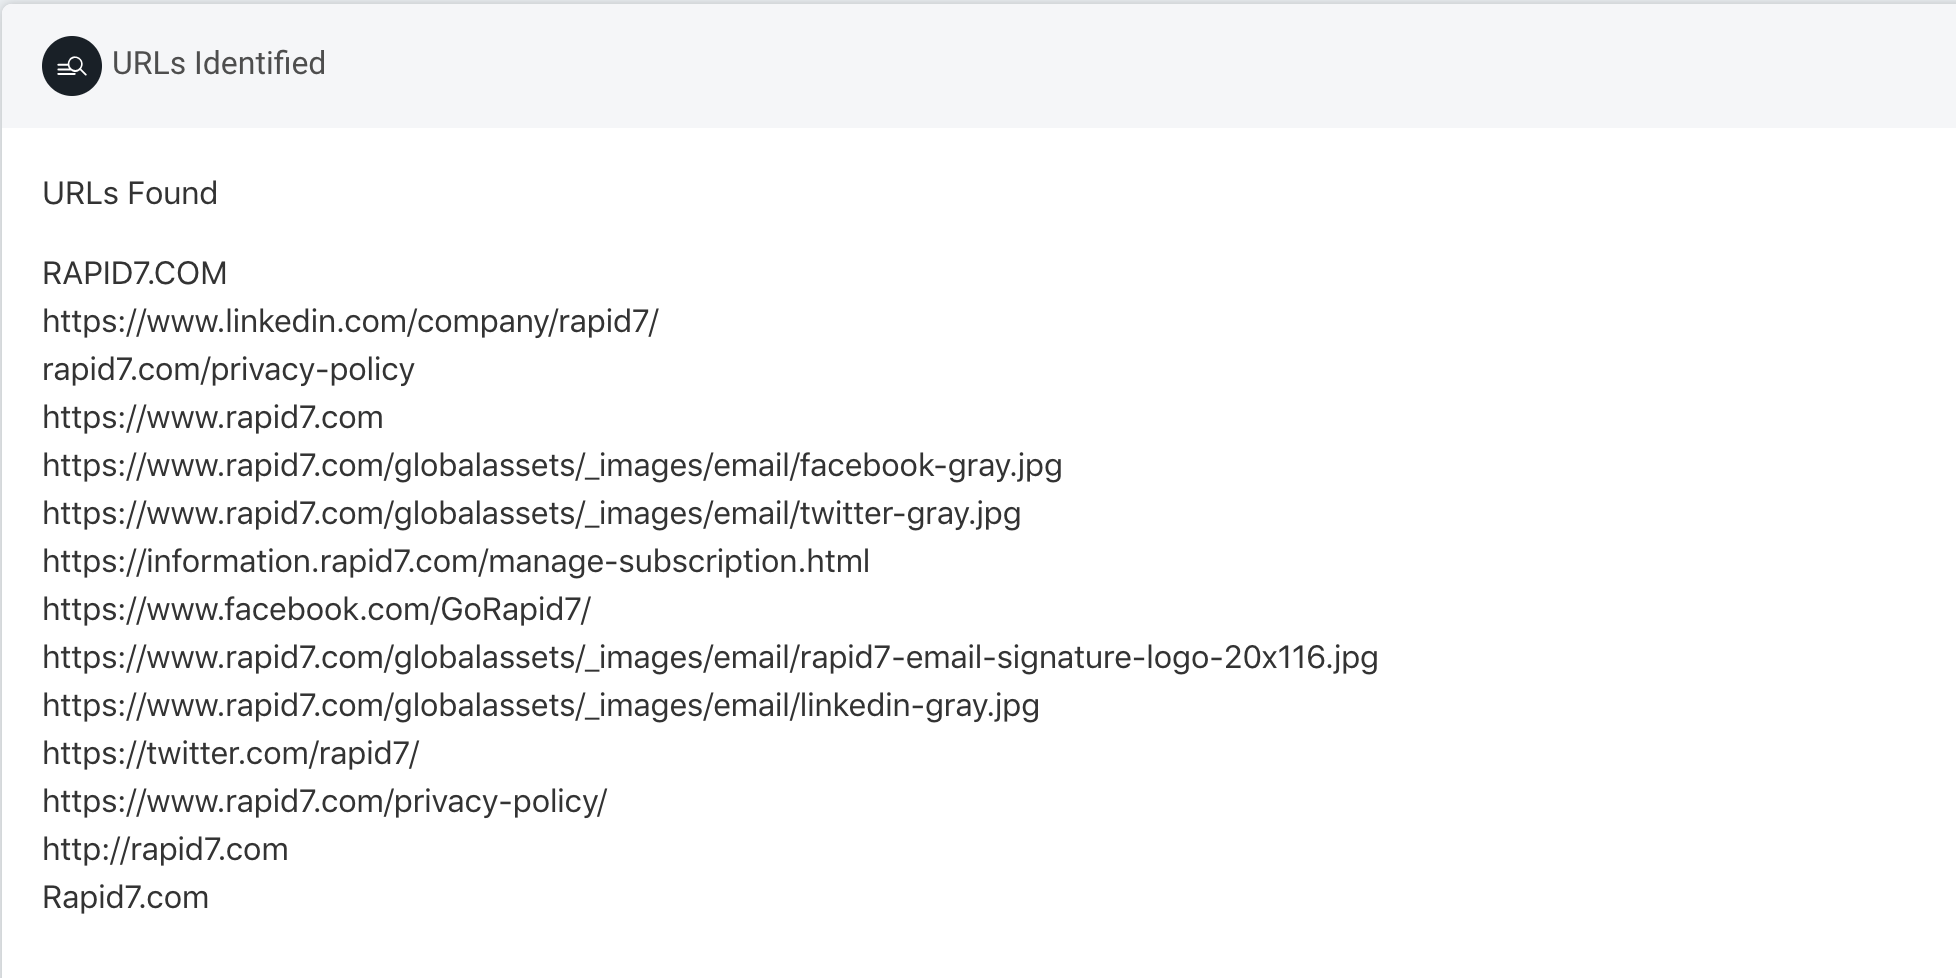 URLs Identified
URLs Found
RAPID7.COM
https://www.linkedin.com/company/rapid7/
rapid7.com/privacy-policy
https://www.rapid7.com
https://www.rapid7.com/globalassets/_images/email/facebook-gray.jpg
https://www.rapid7.com/globalassets/_images/email/twitter-gray.jpg
https://information.rapid7.com/manage-subscription.html
https://www.facebook.com/GoRapid7/
https://www.rapid7.com/globalassets/_images/email/rapid7-email-signature-logo-20x116.jpg
https://www.rapid7.com/globalassets/_images/email/linkedin-gray.jpg
https://twitter.com/rapid7/
https://www.rapid7.com/privacy-policy/
http://rapid7.com
Rapid7.com